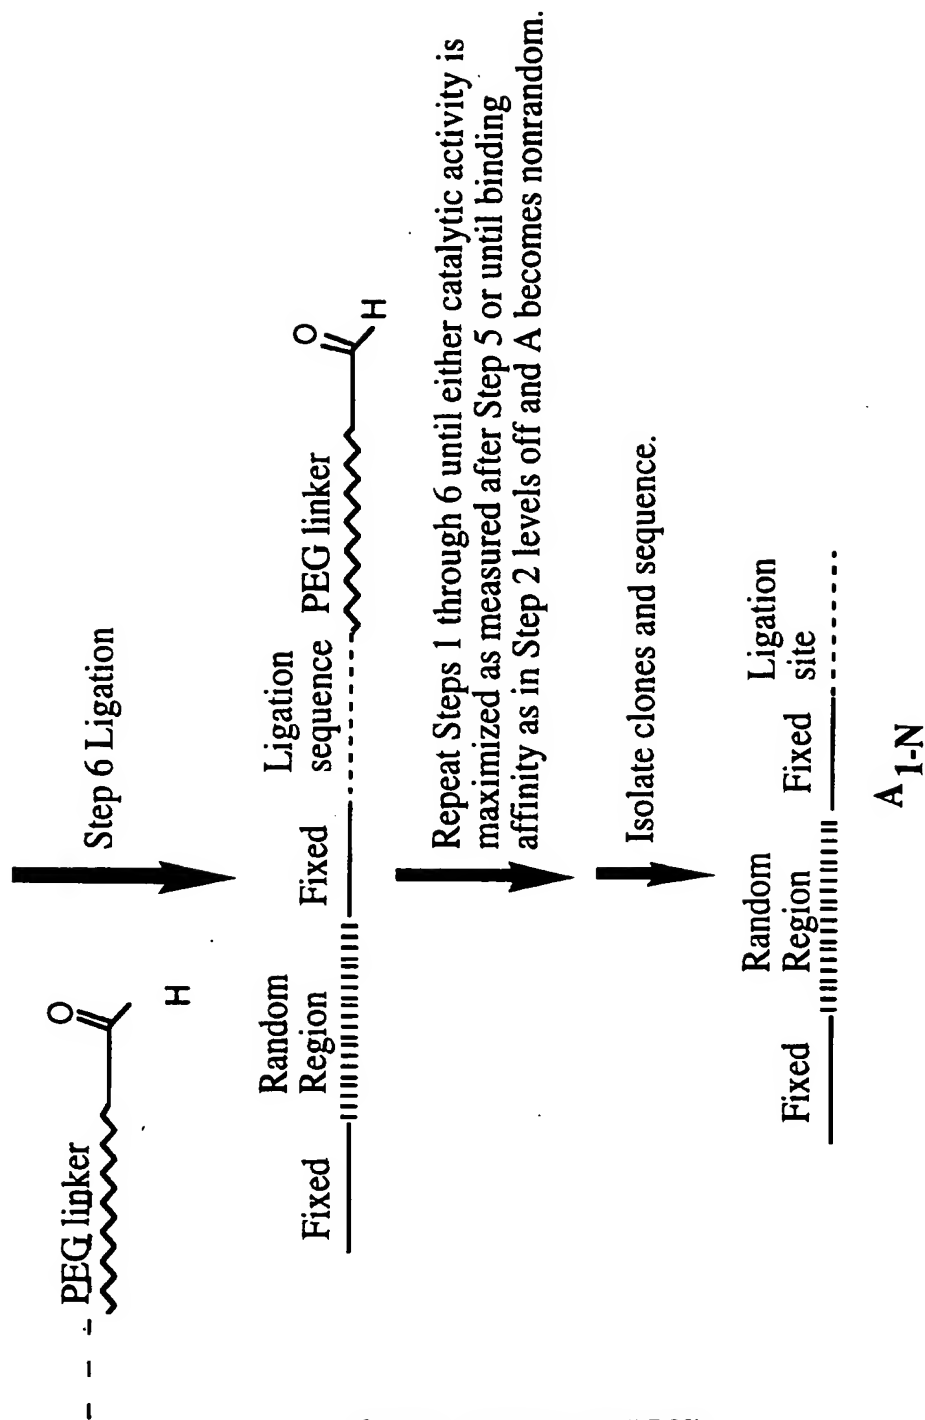 PEG linker
O
H
Step 6 Ligation
Random
Region
Fixed
Fixed
Ligation
sequence
PEG linker
O
H
Repeat Steps 1 through 6 until either catalytic activity is
maximized as measured after Step 5 or until binding
affinity as in Step 2 levels off and A becomes nonrandom.
Isolate clones and sequence.
Fixed
Random
Region
Fixed
Ligation
site
A 1-N